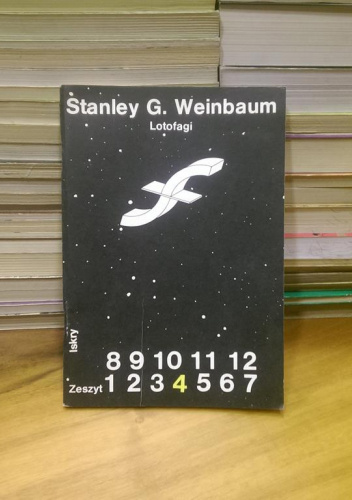 Stanley G. Weinbaum
Lotofagi
Iskry
8 9 10 11 12
Zeszyt 1 2 3 4 5 6 7